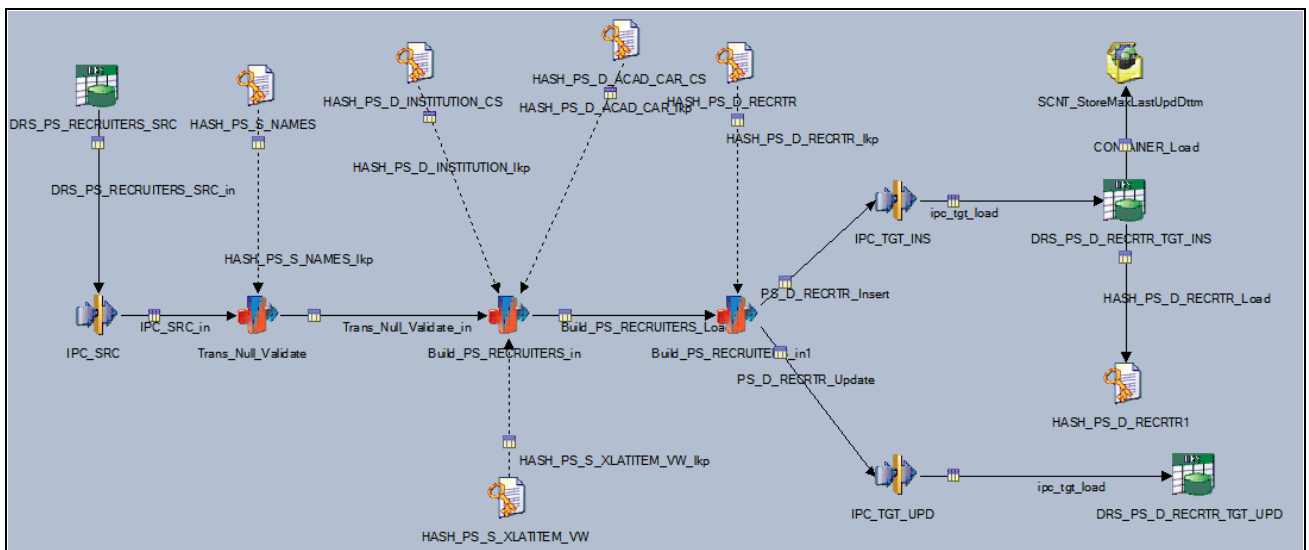 HASH_PS_D_ACAD_CAR_CS
HASH_PS_D_INSTITUTION_CS
HASH_PS_D_ACAD_CAR_lkp
HASH_PS_D_RECRTR
SCNT_StoreMaxLastUpdDttm
DRS_PS_RECRUITERS_SRC
HASH_PS_S_NAMES
HASH_PS_D_RECRTR_lkp
CONTAINER_Load
HASH_PS_D_INSTITUTION_lkp
DRS_PS_RECRUITERS_SRC_in
ipc_tgt_load
IPC_TGT_INS
DRS_PS_D_RECRTR_TGT_INS
HASH_PS_S_NAMES_lkp
PS_D_RECRTR_Insert
HASH_PS_D_RECRTR_Load
IPC_SRC_in
Trans_Null_Validate_in
Build_PS_RECRUITERS_Loa
IPC_SRC
Trans_Null_Validate
Build_PS_RECRUITERS_in
Build_PS_RECRUITERS_in1
PS_D_RECRTR_Update
HASH_PS_D_RECRTR1
HASH_PS_S_XLATITEM_VW_lkp
ipc_tgt_load
IPC_TGT_UPD
DRS_PS_D_RECRTR_TGT_UPD
HASH_PS_S_XLATITEM_VW